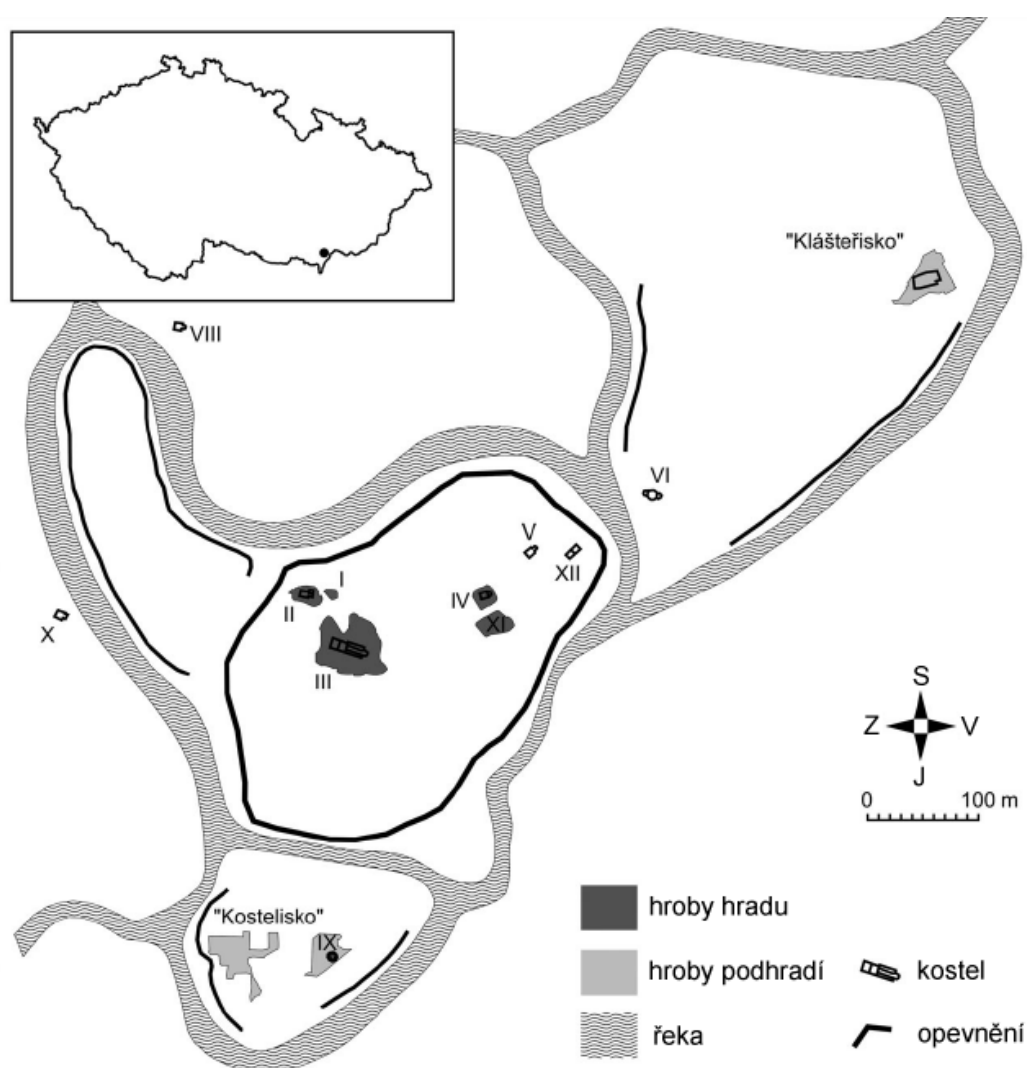 "Klášteřisko"
VIII
VI
V
XII
I
II
IV
XI
X
III
S
Z
V
J
0
100 m
"Kostelisko"
IX
hroby hradu
hroby podhradí
kostel
řeka
opevnění